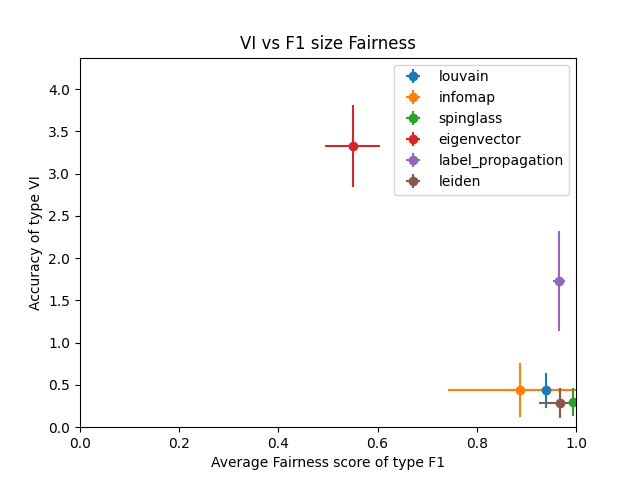 VI vs F1 size Fairness
louvain
infomap
spinglass
eigenvector
label_propagation
leiden
Accuracy of type VI
4.0
3.5
3.0
2.5
2.0
1.5
1.0
0.5
0.0
0.0 0.2 0.4 0.6 0.8 1.0
Average Fairness score of type F1